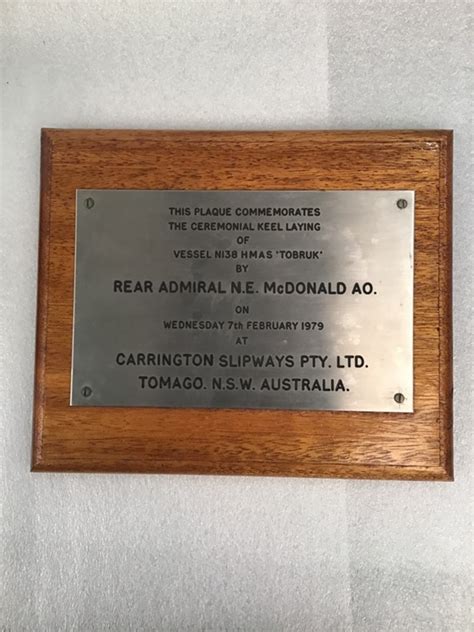 THIS PLAQUE COMMEMORATES
THE CEREMONIAL KEEL LAYING
OF
VESSEL N138 HMAS 'TOBRUK'
BY
REAR ADMIRAL N.E. McDONALD AO.
ON
WEDNESDAY 7th FEBRUARY 1979
AT
CARRINGTON SLIPWAYS PTY. LTD.
TOMAGO. N.S.W. AUSTRALIA.